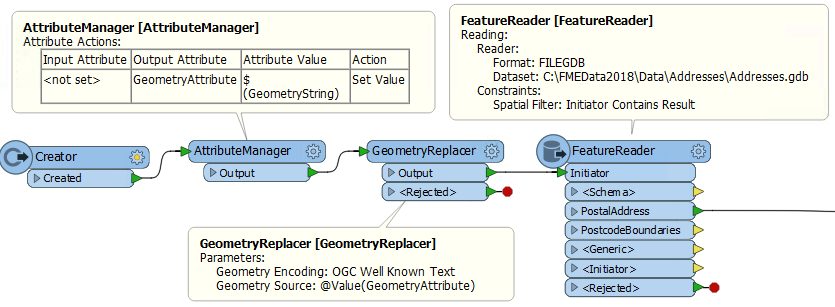 AttributeManager [AttributeManager]
Attribute Actions:
Input Attribute Output Attribute Attribute Value Action
<not set> GeometryAttribute $ Set Value
(GeometryString)
FeatureReader [FeatureReader]
Reading:
Reader:
Format: FILEGDB
Dataset: C:\FMEData2018\Data\Addresses\Addresses.gdb
Constraints:
Spatial Filter: Initiator Contains Result
Creator
Created
AttributeManager
Output
GeometryReplacer
Output
<Rejected>
FeatureReader
Initiator
<Schema>
PostalAddress
PostcodeBoundaries
<Generic>
<Initiator>
<Rejected>
GeometryReplacer [GeometryReplacer]
Parameters:
Geometry Encoding: OGC Well Known Text
Geometry Source: @Value(GeometryAttribute)